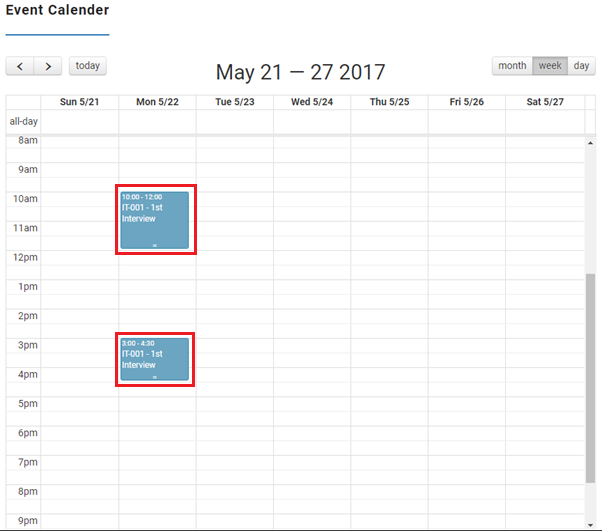 Event Calender
today
May 21 — 27 2017
month week day
Sun 5/21 Mon 5/22 Tue 5/23 Wed 5/24 Thu 5/25 Fri 5/26 Sat 5/27
all-day
8am
9am
10am
10:00 - 12:00
IT-001 - 1st
Interview
11am
12pm
1pm
2pm
3pm
3:00 - 4:30
IT-001 - 1st
Interview
4pm
5pm
6pm
7pm
8pm
9pm